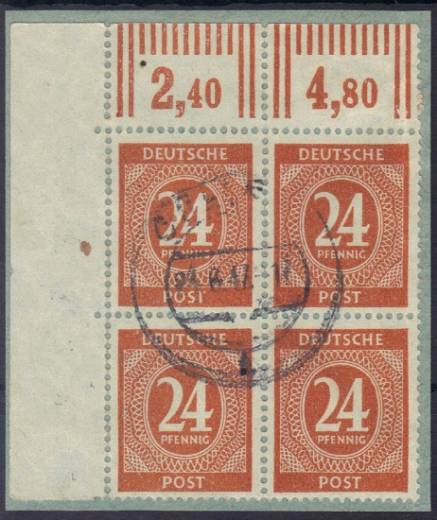 2,40 4,80
DEUTSCHE DEUTSCHE
24 24
PFENNIG PFENNIG
POST POST
DEUTSCHE DEUTSCHE
24 24
PFENNIG PFENNIG
POST POST